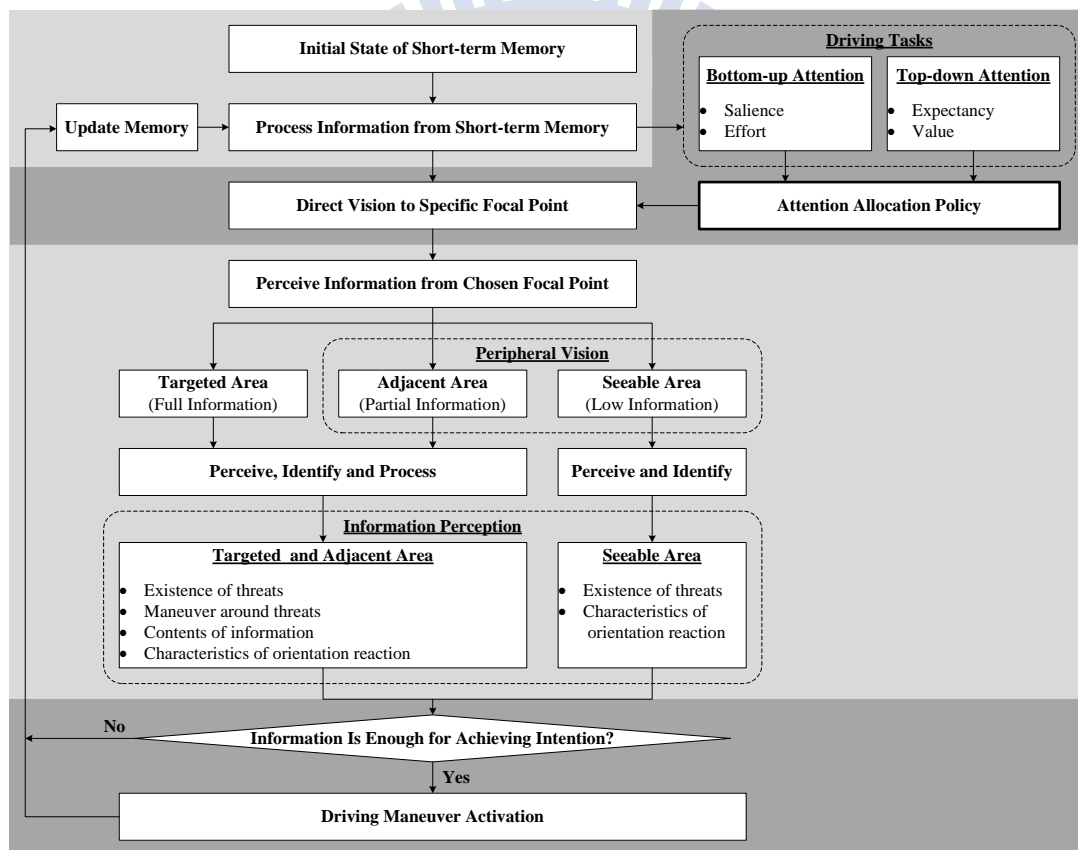 Initial State of Short-term Memory
Driving Tasks
Bottom-up Attention
• Salience
• Effort
Top-down Attention
• Expectancy
• Value
Update Memory
Process Information from Short-term Memory
Direct Vision to Specific Focal Point
Attention Allocation Policy
Perceive Information from Chosen Focal Point
Peripheral Vision
Targeted Area
(Full Information)
Adjacent Area
(Partial Information)
Seeable Area
(Low Information)
Perceive, Identify and Process
Perceive and Identify
Information Perception
Targeted and Adjacent Area
• Existence of threats
• Maneuver around threats
• Contents of information
• Characteristics of orientation reaction
Seeable Area
• Existence of threats
• Characteristics of
orientation reaction
No
Information Is Enough for Achieving Intention?
Yes
Driving Maneuver Activation